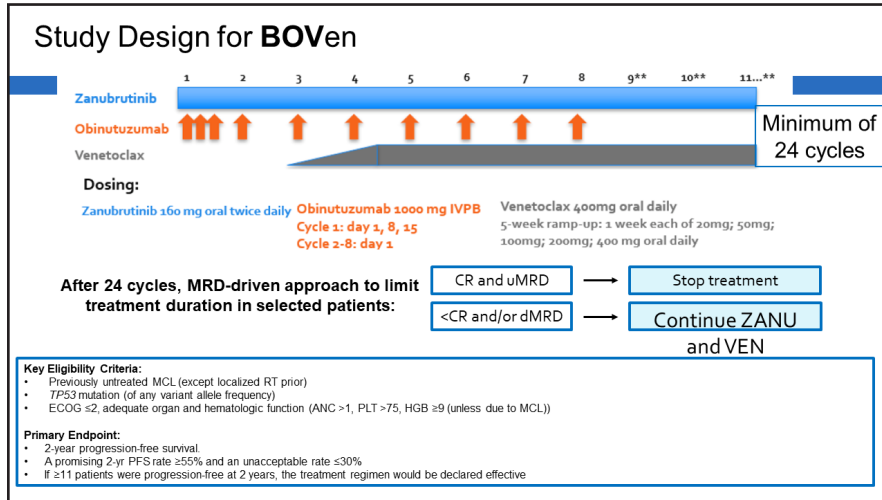 Study Design for BOVen
1 2 3 4 5 6 7 8 9** 10** 11...**
Zanubrutinib
Obinutuzumab
Venetoclax
Minimum of
24 cycles
Dosing:
Zanubrutinib 160 mg oral twice daily
Obinutuzumab 1000 mg IVPB
Cycle 1: day 1, 8, 15
Cycle 2-8: day 1
Venetoclax 400mg oral daily
5-week ramp-up: 1 week each of 20mg; 50mg;
100mg; 200mg; 400 mg oral daily
After 24 cycles, MRD-driven approach to limit
treatment duration in selected patients:
CR and uMRD
Stop treatment
<CR and/or dMRD
Continue ZANU
and VEN
Key Eligibility Criteria:
• Previously untreated MCL (except localized RT prior)
• TP53 mutation (of any variant allele frequency)
• ECOG ≤2, adequate organ and hematologic function (ANC >1, PLT >75, HGB ≥9 (unless due to MCL))
Primary Endpoint:
• 2-year progression-free survival.
• A promising 2-yr PFS rate ≥55% and an unacceptable rate ≤30%
• If ≥11 patients were progression-free at 2 years, the treatment regimen would be declared effective